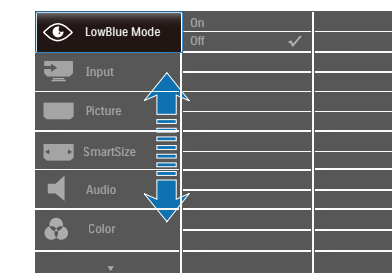 LowBlue Mode
On
Off
Input
Picture
SmartSize
Audio
Color